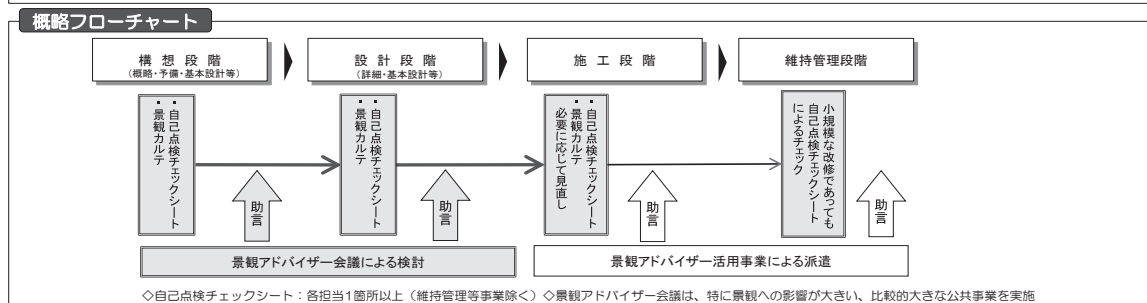 概略フローチャート
構想段階
(概略・予備・基本設計等)
設計段階
(詳細・基本設計等)
施工段階
維持管理段階
・自己点検チェックシート
・景観カルテ
・自己点検チェックシート
・景観カルテ
・自己点検チェックシート
・景観カルテ
必要に応じて見直し
小規模な改修であっても
自己点検チェックシート
によるチェック
助言
助言
助言
助言
景観アドバイザー会議による検討
景観アドバイザー活用事業による派遣
◇自己点検チェックシート：各担当1箇所以上（維持管理等事業除く）◇景観アドバイザー会議は、特に景観への影響が大きい、比較的大きな公共事業を実施